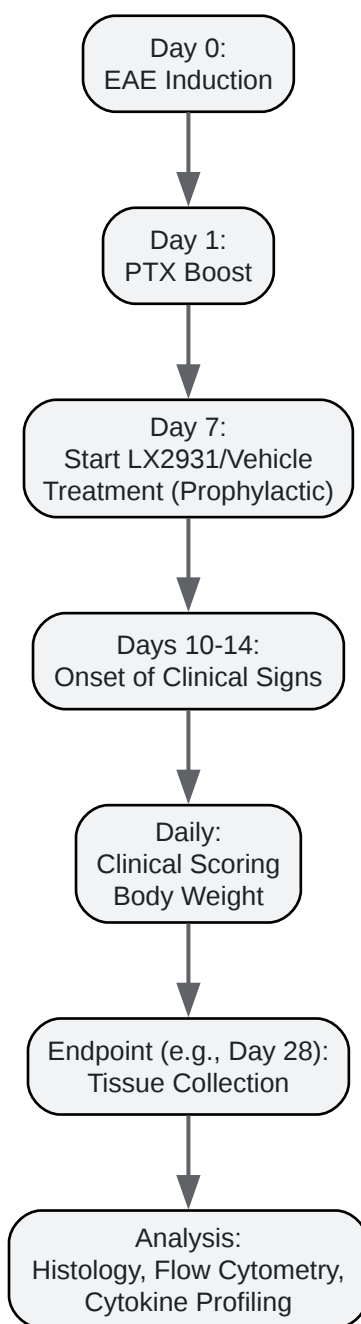 Day 0:
EAE Induction
Day 1:
PTX Boost
Day 7:
Start LX2931/Vehicle
Treatment (Prophylactic)
Days 10-14:
Onset of Clinical Signs
Daily:
Clinical Scoring
Body Weight
Endpoint (e.g., Day 28):
Tissue Collection
Analysis:
Histology, Flow Cytometry,
Cytokine Profiling